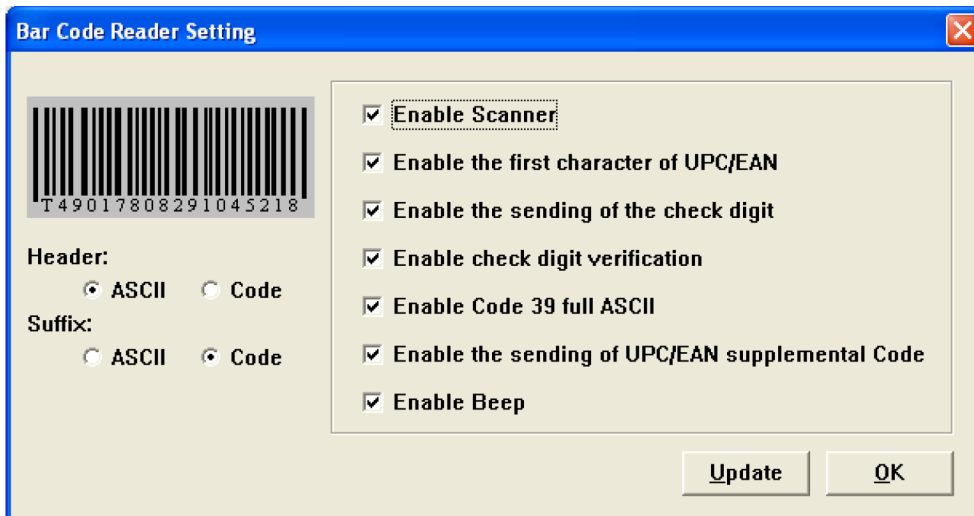 Bar Code Reader Setting
T4901780829104 5218
Header:
ASCII Code
Suffix:
ASCII Code
Enable Scanner
Enable the first character of UPC/EAN
Enable the sending of the check digit
Enable check digit verification
Enable Code 39 full ASCII
Enable the sending of UPC/EAN supplemental Code
Enable Beep
Update OK